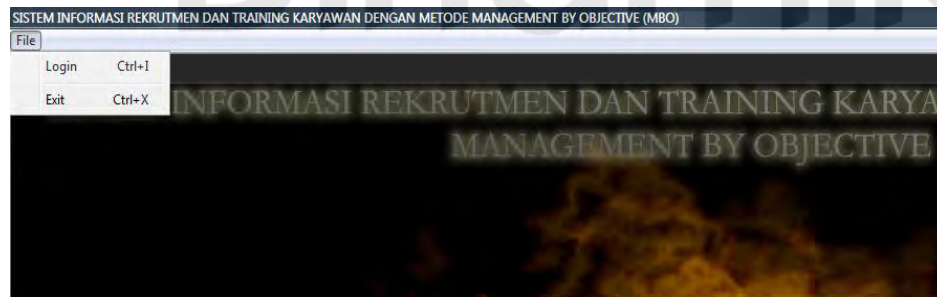 SISTEM INFORMASI REKRUTMEN DAN TRAINING KARYAWAN DENGAN METODE MANAGEMENT BY OBJECTIVE (MBO)
File
Login Ctrl+I
Exit Ctrl+X
INFORMASI REKRUTMEN DAN TRAINING KARYA
MANAGEMENT BY OBJECTIVE